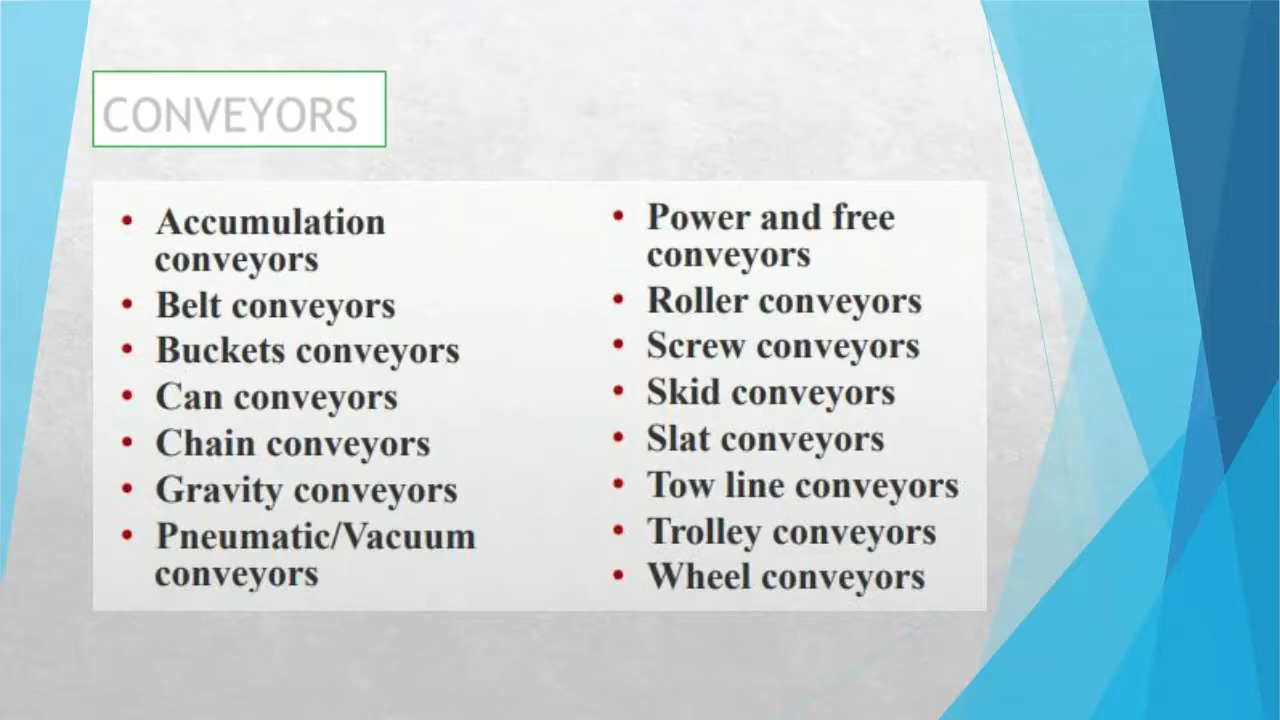 CONVEYORS
• Accumulation
conveyors
• Belt conveyors
• Buckets conveyors
• Can conveyors
• Chain conveyors
• Gravity conveyors
• Pneumatic/Vacuum
conveyors
• Power and free
conveyors
• Roller conveyors
• Screw conveyors
• Skid conveyors
• Slat conveyors
• Tow line conveyors
• Trolley conveyors
• Wheel conveyors